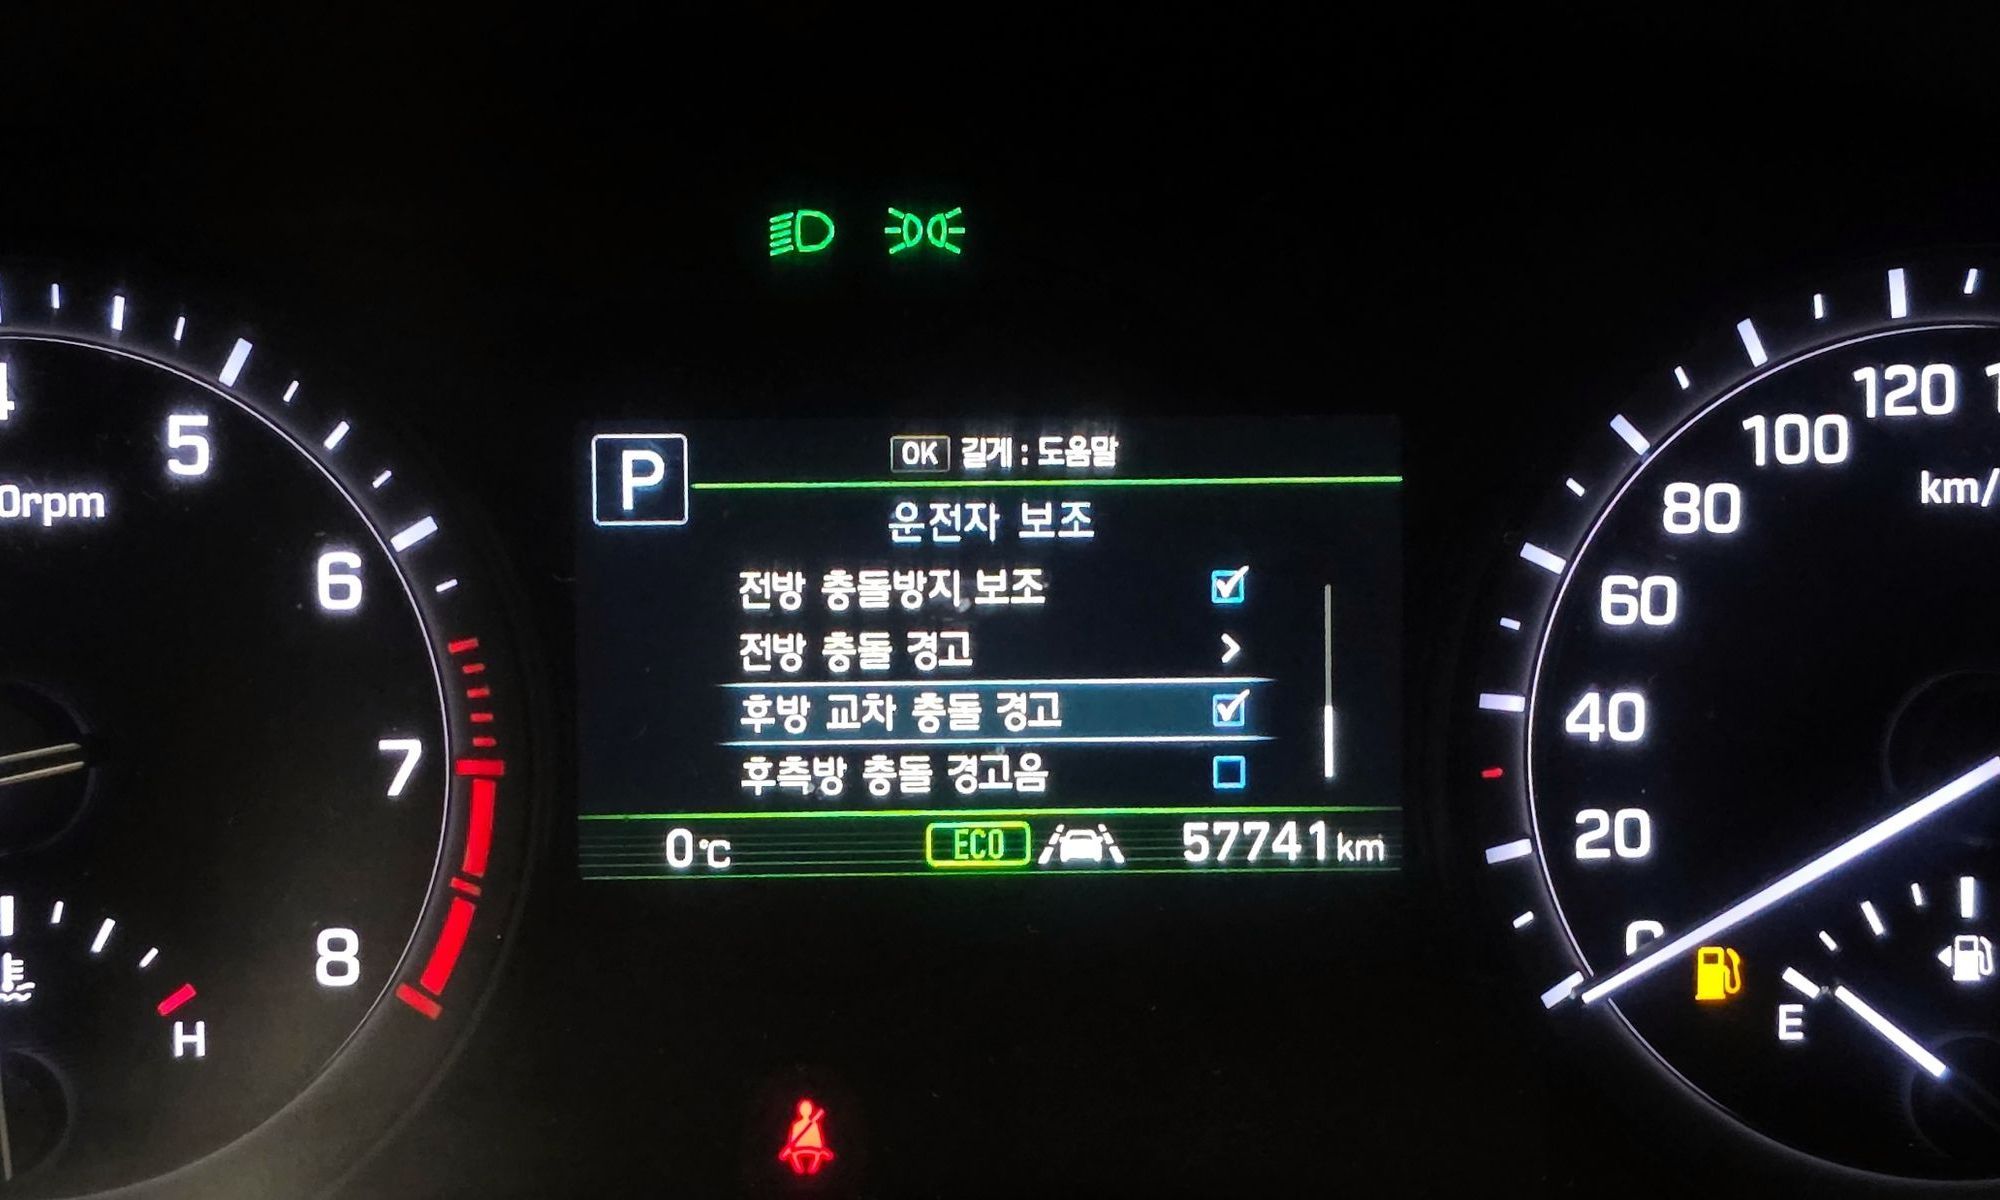 P
OK 길게 : 도움말
운전자 보조
전방 충돌방지 보조
전방 충돌 경고
후방 교차 충돌 경고
후측방 충돌 경고음
0°C ECO 57741km
5
0rpm
6
7
8
H
120
100
km/
80
60
40
20
0
E